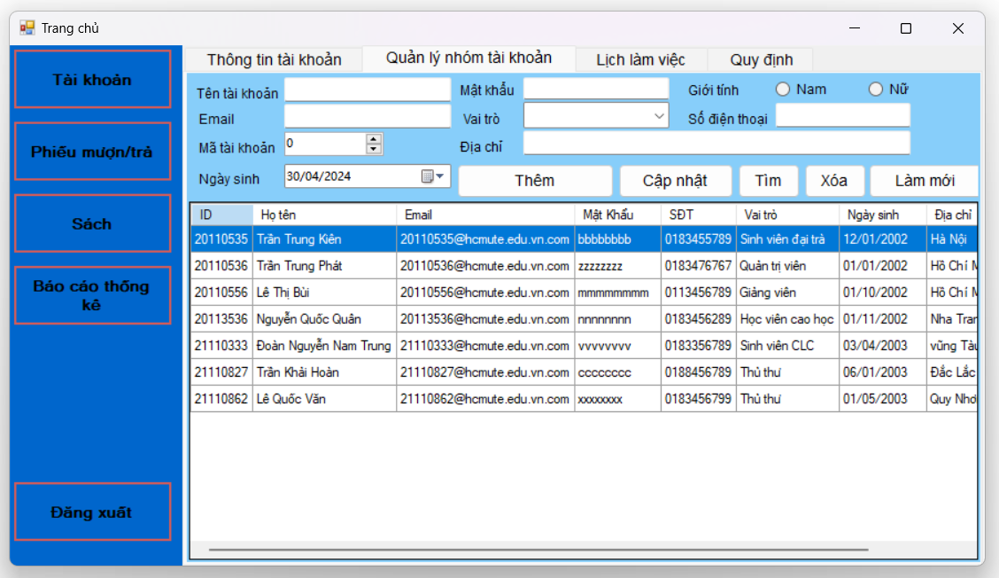 Trang chủ
Tài khoản
Phiếu mượn/trả
Sách
Báo cáo thống
kê
Đăng xuất
Thông tin tài khoản Quản lý nhóm tài khoản Lịch làm việc Quy định
Tên tài khoản Mật khẩu Giới tính Nam Nữ
Email Vai trò Số điện thoại
Mã tài khoản 0 Địa chỉ
Ngày sinh 30/04/2024 Thêm Cập nhật Tìm Xóa Làm mới
ID Họ tên Email Mật Khẩu SĐT Vai trò Ngày sinh Địa chỉ
20110535 Trần Trung Kiên 20110535@hcmute.edu.vn.com bbbbbbbb 0183455789 Sinh viên đại trà 12/01/2002 Hà Nội
20110536 Trần Trung Phát 20110536@hcmute.edu.vn.com zzzzzzzz 0183476767 Quản trị viên 01/01/2002 Hồ Chí M
20110556 Lê Thị Bùi 20110556@hcmute.edu.vn.com mmmmmmmm 0113456789 Giảng viên 01/10/2002 Hồ Chí M
20113536 Nguyễn Quốc Quân 20113536@hcmute.edu.vn.com nnnnnnnn 0183456289 Học viên cao học 01/11/2002 Nha Tran
21110333 Đoàn Nguyễn Nam Trung 21110333@hcmute.edu.vn.com vvvvvvvv 0183356789 Sinh viên CLC 03/04/2003 vũng Tàu
21110827 Trần Khải Hoàn 21110827@hcmute.edu.vn.com cccccccc 0188456789 Thủ thư 06/01/2003 Đắc Lắc
21110862 Lê Quốc Văn 21110862@hcmute.edu.vn.com xxxxxxxx 0183456799 Thủ thư 01/05/2003 Quy Nhơ